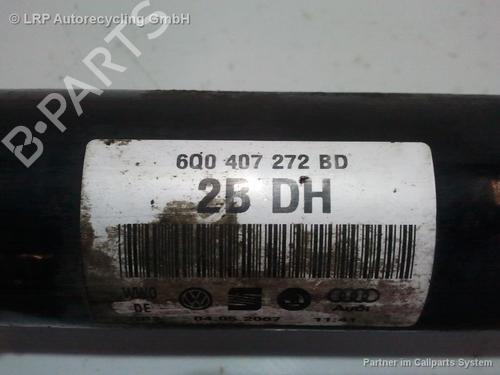 LRP Autorecycling GmbH
6Q0 407 272 BD
2B DH
DE
Audi
04.05.2007 11:41
Partner im Callparts System